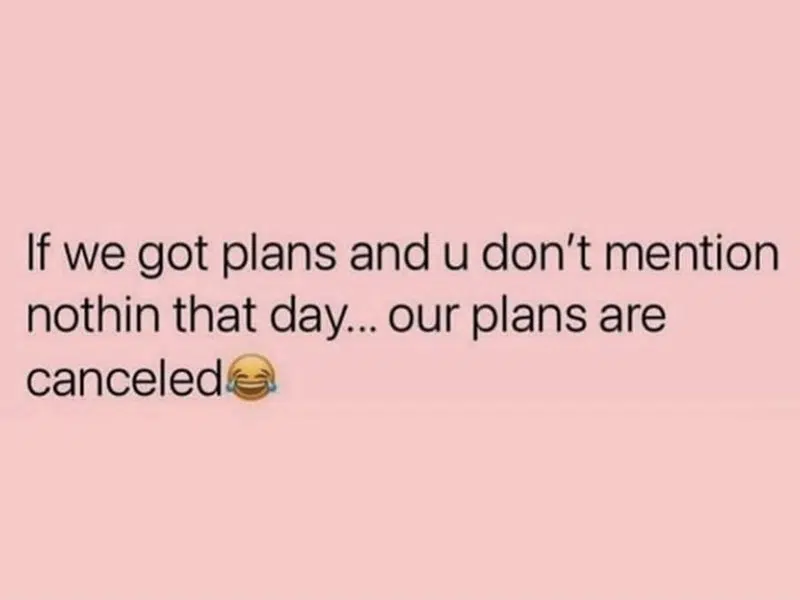 If we got plans and u don't mention
nothin that day... our plans are
canceled😂